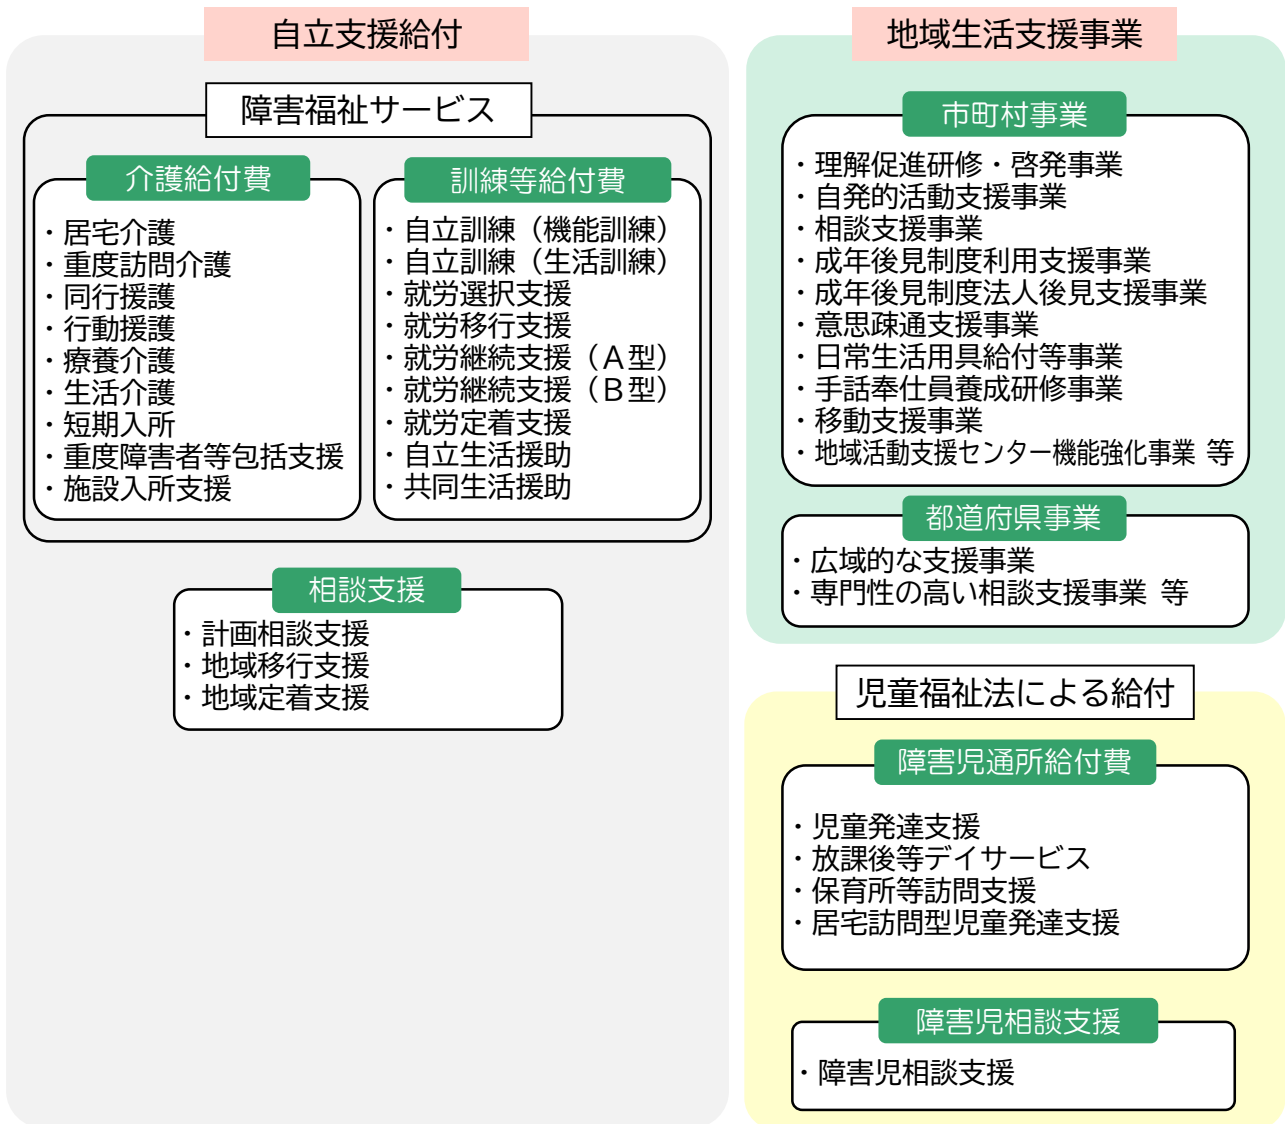 自立支援給付
障害福祉サービス
介護給付費
・居宅介護
・重度訪問介護
・同行援護
・行動援護
・療養介護
・生活介護
・短期入所
・重度障害者等包括支援
・施設入所支援
訓練等給付費
・自立訓練（機能訓練）
・自立訓練（生活訓練）
・就労選択支援
・就労移行支援
・就労継続支援（Ａ型）
・就労継続支援（Ｂ型）
・就労定着支援
・自立生活援助
・共同生活援助
相談支援
・計画相談支援
・地域移行支援
・地域定着支援
地域生活支援事業
市町村事業
・理解促進研修・啓発事業
・自発的活動支援事業
・相談支援事業
・成年後見制度利用支援事業
・成年後見制度法人後見支援事業
・意思疎通支援事業
・日常生活用具給付等事業
・手話奉仕員養成研修事業
・移動支援事業
・地域活動支援センター機能強化事業 等
都道府県事業
・広域的な支援事業
・専門性の高い相談支援事業 等
児童福祉法による給付
障害児通所給付費
・児童発達支援
・放課後等デイサービス
・保育所等訪問支援
・居宅訪問型児童発達支援
障害児相談支援
・障害児相談支援